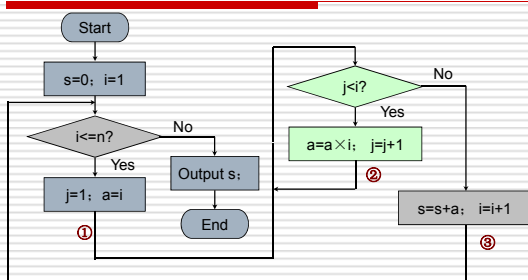 Start
s=0; i=1
i<=n?
No
Yes
Output s;
j=1; a=i
End
①
j<i?
No
Yes
a=a×i; j=j+1
②
s=s+a; i=i+1
③